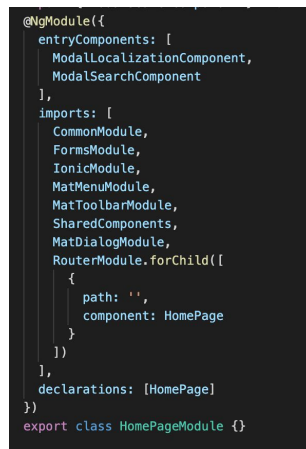 @NgModule({
  entryComponents: [
    ModalLocalizationComponent,
    ModalSearchComponent
  ],
  imports: [
    CommonModule,
    FormsModule,
    IonicModule,
    MatMenuModule,
    MatToolbarModule,
    SharedComponents,
    MatDialogModule,
    RouterModule.forChild([
      {
        path: '',
        component: HomePage
      }
    ])
  ],
  declarations: [HomePage]
})
export class HomePageModule {}